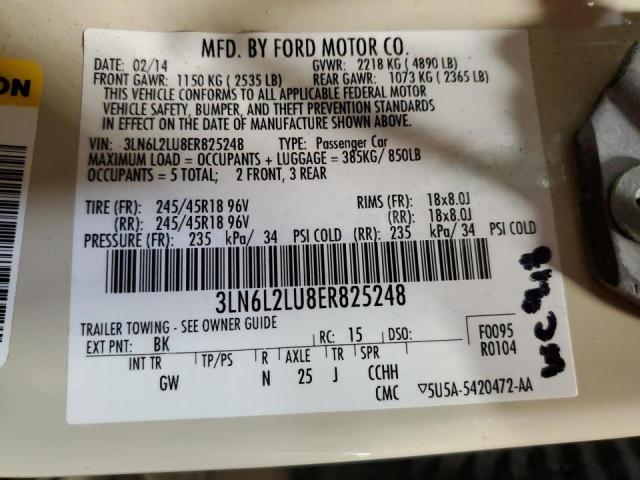 ON
MFD. BY FORD MOTOR CO.
DATE: 02/14 GVWR: 2218 KG ( 4890 LB)
FRONT GAWR: 1150 KG ( 2535 LB) REAR GAWR: 1073 KG ( 2365 LB)
THIS VEHICLE CONFORMS TO ALL APPLICABLE FEDERAL MOTOR
VEHICLE SAFETY, BUMPER, AND THEFT PREVENTION STANDARDS
IN EFFECT ON THE DATE OF MANUFACTURE SHOWN ABOVE.
VIN: 3LN6L2LU8ER825248 TYPE: Passenger Car
MAXIMUM LOAD = OCCUPANTS + LUGGAGE = 385KG/ 850LB
OCCUPANTS = 5 TOTAL; 2 FRONT, 3 REAR
TIRE (FR): 245/45R18 96V RIMS (FR): 18x8.0J
(RR): 245/45R18 96V (RR): 18x8.0J
PRESSURE (FR): 235 kPa/ 34 PSI COLD (RR): 235 kPa/ 34 PSI COLD
3LN6L2LU8ER825248
TRAILER TOWING - SEE OWNER GUIDE
EXT PNT: BK RC: 15 DSO: F0095
R0104
INT TR TP/PS R AXLE TR SPR
GW N 25 J CCHH
CMC ▽5U5A-5420472-AA